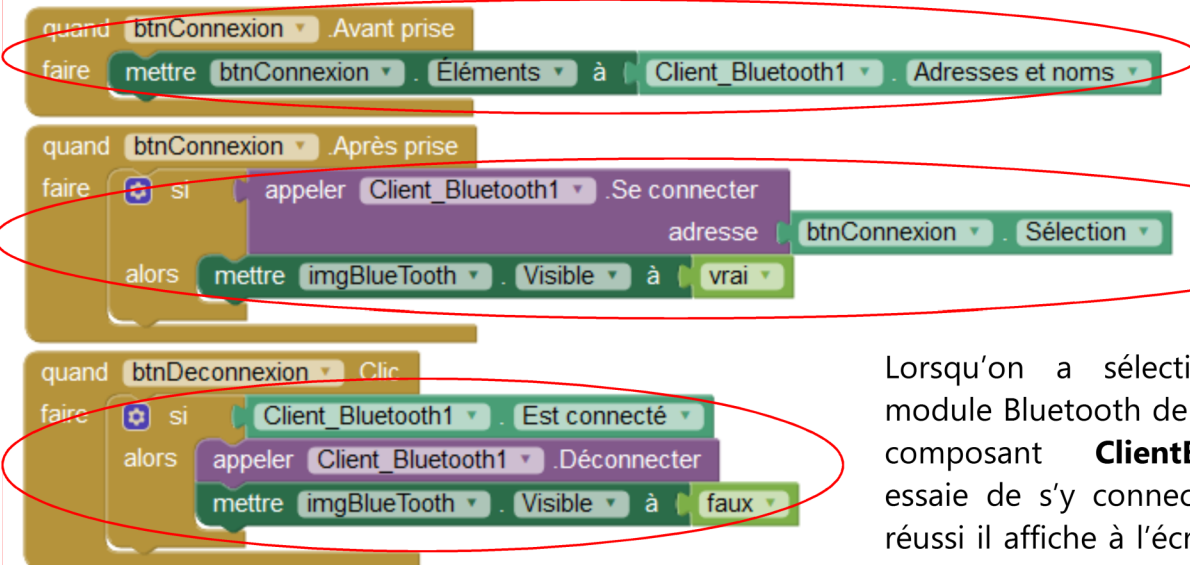 quand btnConnexion .Avant prise
faire mettre btnConnexion . Éléments à Client_Bluetooth1 . Adresses et noms
quand btnConnexion .Après prise
faire si appeler Client_Bluetooth1 .Se connecter
adresse btnConnexion . Sélection
alors mettre imgBlueTooth . Visible à vrai
quand btnDeconnexion .Clic
faire si Client_Bluetooth1 . Est connecté
alors appeler Client_Bluetooth1 .Déconnecter
mettre imgBlueTooth . Visible à faux
Lorsqu'on a sélecti
module Bluetooth de
composant ClientB
essaie de s'y connec
réussi il affiche à l'écr